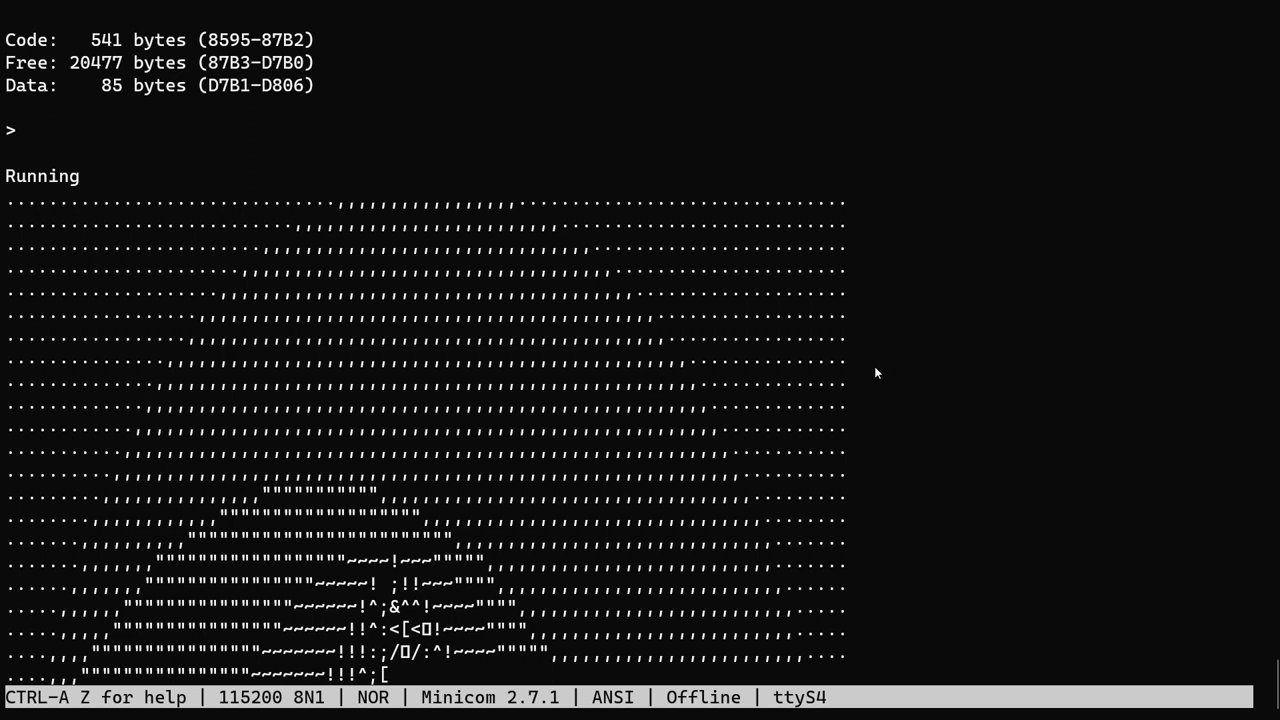 Code:   541 bytes (8595-87B2)
Free: 20477 bytes (87B3-D7B0)
Data:    85 bytes (D7B1-D806)
>
Running
CTRL-A Z for help | 115200 8N1 | NOR | Minicom 2.7.1 | ANSI | Offline | ttyS4